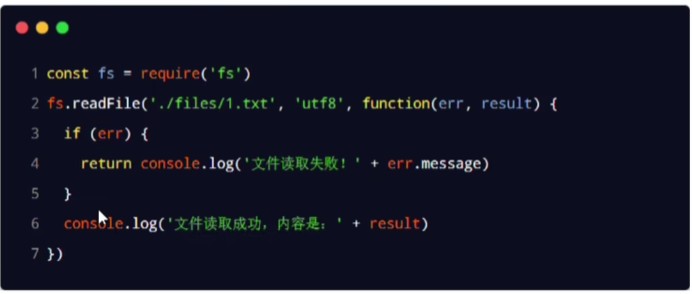 1 const fs = require('fs')
2 fs.readFile('./files/1.txt', 'utf8', function(err, result) {
3   if (err) {
4     return console.log('文件读取失败！' + err.message)
5   }
6   console.log('文件读取成功，内容是：' + result)
7 })